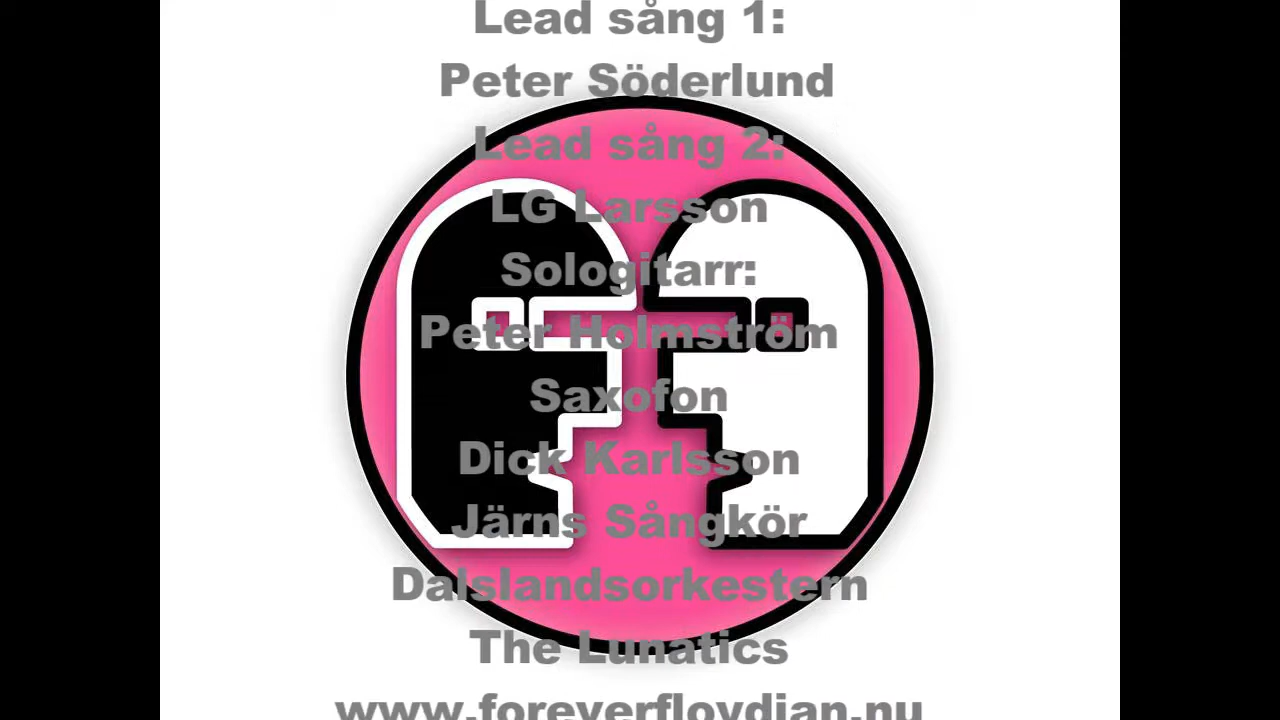 Lead sång 1:
Peter Söderlund
Lead sång 2:
LG Larsson
Sologitarr:
Peter Holmström
Saxofon
Dick Karlsson
Järns Sångkör
Dalslandsorkestern
The Lunatics
www.foreverfloydian.nu